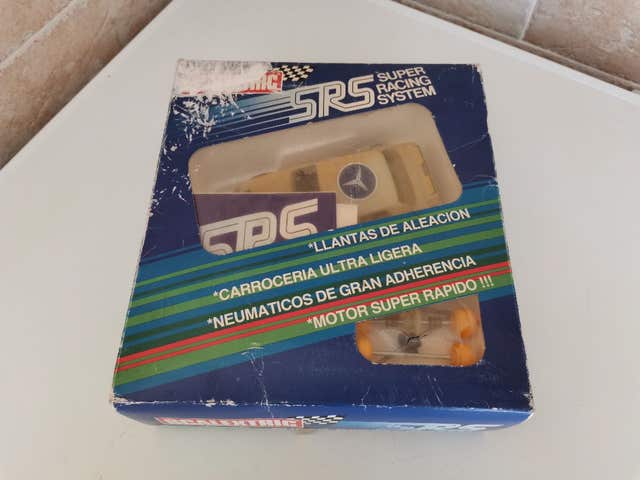 SRS SUPER
RACING
SYSTEM
SRS
*LLANTAS DE ALEACION
*CARROCERIA ULTRA LIGERA
*NEUMATICOS DE GRAN ADHERENCIA
*MOTOR SUPER RAPIDO !!!
SCALEXTRIC
SRS